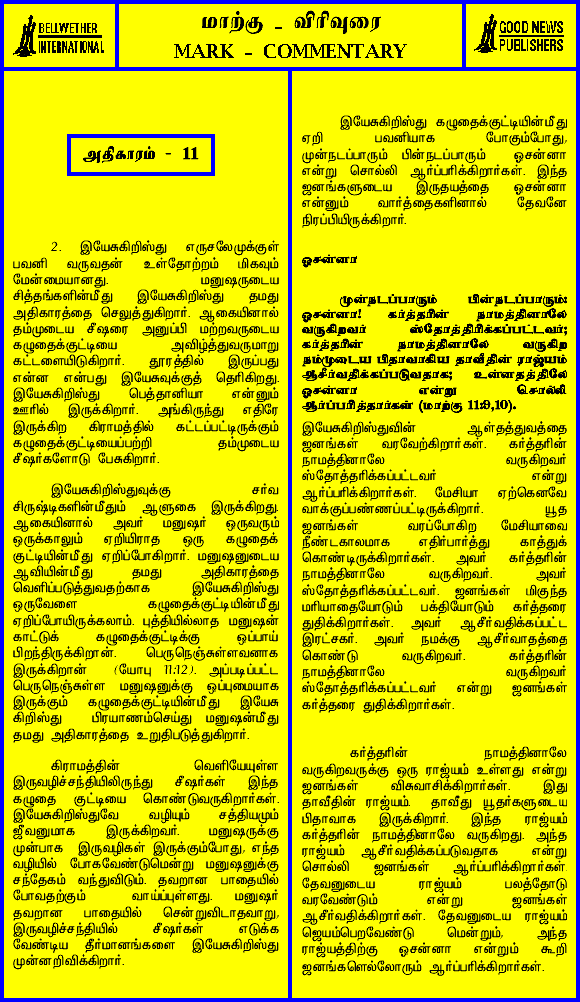 BELLWETHER
INTERNATIONAL
மாற்கு - விரிவுரை
MARK - COMMENTARY
GOOD NEWS
PUBLISHERS
அதிகாரம் - 11
2. இயேசுகிறிஸ்து எருசலேமுக்குள்
பவனி வருவதன் உள்தோற்றம் மிகவும்
மேன்மையானது. மனுஷருடைய
சித்தங்களின்மீது இயேசுகிறிஸ்து தமது
அதிகாரத்தை செலுத்துகிறார். ஆகையினால்
தம்முடைய சீஷரை அனுப்பி மற்றவருடைய
கழுதைக்குட்டியை அவிழ்த்துவருமாறு
கட்டளையிடுகிறார். தூரத்தில் இருப்பது
என்ன என்பது இயேசுவுக்குத் தெரிகிறது.
இயேசுகிறிஸ்து பெத்தானியா என்னும்
ஊரில் இருக்கிறார். அங்கிருந்து எதிரே
இருக்கிற கிராமத்தில் கட்டப்பட்டிருக்கும்
கழுதைக்குட்டியைப்பற்றி தம்முடைய
சீஷர்களோடு பேசுகிறார்.
இயேசுகிறிஸ்துவுக்கு சர்வ
சிருஷ்டிகளின்மீதும் ஆளுகை இருக்கிறது.
ஆகையினால் அவர் மனுஷர் ஒருவரும்
ஒருக்காலும் ஏறியிராத ஒரு கழுதைக்
குட்டியின்மீது ஏறிப்போகிறார். மனுஷனுடைய
ஆவியின்மீது தமது அதிகாரத்தை
வெளிப்படுத்துவதற்காக இயேசுகிறிஸ்து
ஒருவேளை கழுதைக்குட்டியின்மீது
ஏறிப்போயிருக்கலாம். புத்தியில்லாத மனுஷன்
காட்டுக் கழுதைக்குட்டிக்கு ஒப்பாய்
பிறந்திருக்கிறான். பெருநெஞ்சுள்ளவனாக
இருக்கிறான் (யோபு 11:12). அப்படிப்பட்ட
பெருநெஞ்சுள்ள மனுஷனுக்கு ஒப்புமையாக
இருக்கும் கழுதைக்குட்டியின்மீது இயேசு
கிறிஸ்து பிரயாணம்செய்து மனுஷன்மீது
தமது அதிகாரத்தை உறுதிபடுத்துகிறார்.
கிராமத்தின் வெளியேயுள்ள
இருவழிச்சந்தியிலிருந்து சீஷர்கள் இந்த
கழுதை குட்டியை கொண்டுவருகிறார்கள்.
இயேசுகிறிஸ்துவே வழியும் சத்தியமும்
ஜீவனுமாக இருக்கிறவர். மனுஷருக்கு
முன்பாக இருவழிகள் இருக்கும்போது, எந்த
வழியில் போகவேண்டுமென்று மனுஷனுக்கு
சந்தேகம் வந்துவிடும். தவறான பாதையில்
போவதற்கும் வாய்ப்புள்ளது. மனுஷர்
தவறான பாதையில் சென்றுவிடாதவாறு,
இருவழிச்சந்தியில் சீஷர்கள் எடுக்க
வேண்டிய தீர்மானங்களை இயேசுகிறிஸ்து
முன்னறிவிக்கிறார்.
இயேசுகிறிஸ்து கழுதைக்குட்டியின்மீது
ஏறி பவனியாக போகும்போது,
முன்நடப்பாரும் பின்நடப்பாரும் ஓசன்னா
என்று சொல்லி ஆர்ப்பரிக்கிறார்கள். இந்த
ஜனங்களுடைய இருதயத்தை ஓசன்னா
என்னும் வார்த்தைகளினால் தேவனே
நிரப்பியிருக்கிறார்.
ஓசன்னா
முன்நடப்பாரும் பின்நடப்பாரும்:
ஓசன்னா! கர்த்தரின் நாமத்தினாலே
வருகிறவர் ஸ்தோத்திரிக்கப்பட்டவர்;
கர்த்தரின் நாமத்தினாலே வருகிற
நம்முடைய பிதாவாகிய தாவீதின் ராஜ்யம்
ஆசீர்வதிக்கப்படுவதாக; உன்னதத்திலே
ஓசன்னா என்று சொல்லி
ஆர்ப்பரித்தார்கள் (மாற்கு 11:9,10).
இயேசுகிறிஸ்துவின் ஆள்தத்துவத்தை
ஜனங்கள் வரவேற்கிறார்கள். கர்த்தரின்
நாமத்தினாலே வருகிறவர்
ஸ்தோத்தரிக்கப்பட்டவர் என்று
ஆர்ப்பரிக்கிறார்கள். மேசியா ஏற்கெனவே
வாக்குப்பண்ணப்பட்டிருக்கிறார். யூத
ஜனங்கள் வரப்போகிற மேசியாவை
நீண்டகாலமாக எதிர்பார்த்து காத்துக்
கொண்டிருக்கிறார்கள். அவர் கர்த்தரின்
நாமத்தினாலே வருகிறவர். அவர்
ஸ்தோத்தரிக்கப்பட்டவர். ஜனங்கள் மிகுந்த
மரியாதையோடும் பக்தியோடும் கர்த்தரை
துதிக்கிறார்கள். அவர் ஆசீர்வதிக்கப்பட்ட
இரட்சகர். அவர் நமக்கு ஆசீர்வாதத்தை
கொண்டு வருகிறவர். கர்த்தரின்
நாமத்தினாலே வருகிறவர்
ஸ்தோத்தரிக்கப்பட்டவர் என்று ஜனங்கள்
கர்த்தரை துதிக்கிறார்கள்.
கர்த்தரின் நாமத்தினாலே
வருகிறவருக்கு ஒரு ராஜ்யம் உள்ளது என்று
ஜனங்கள் விசுவாசிக்கிறார்கள். இது
தாவீதின் ராஜ்யம். தாவீது யூதர்களுடைய
பிதாவாக இருக்கிறார். இந்த ராஜ்யம்
கர்த்தரின் நாமத்தினாலே வருகிறது. அந்த
ராஜ்யம் ஆசீர்வதிக்கப்படுவதாக என்று
சொல்லி ஜனங்கள் ஆர்ப்பரிக்கிறார்கள்.
தேவனுடைய ராஜ்யம் பலத்தோடு
வரவேண்டும் என்று ஜனங்கள்
ஆசீர்வதிக்கிறார்கள். தேவனுடைய ராஜ்யம்
ஜெயம்பெறவேண்டு மென்றும், அந்த
ராஜ்யத்திற்கு ஓசன்னா என்றும் கூறி
ஜனங்களெல்லோரும் ஆர்ப்பரிக்கிறார்கள்.